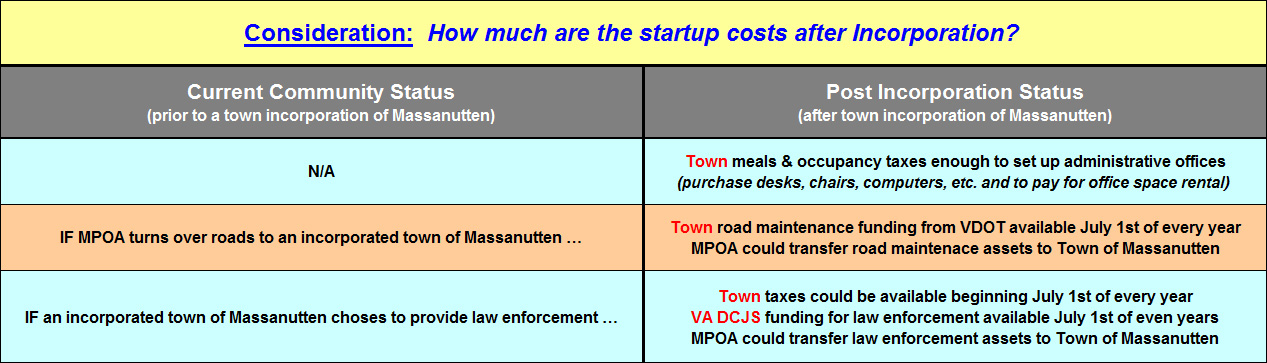 Consideration: How much are the startup costs after Incorporation?
Current Community Status
(prior to a town incorporation of Massanutten)
Post Incorporation Status
(after town incorporation of Massanutten)
N/A
Town meals & occupancy taxes enough to set up administrative offices
(purchase desks, chairs, computers, etc. and to pay for office space rental)
IF MPOA turns over roads to an incorporated town of Massanutten …
Town road maintenance funding from VDOT available July 1st of every year
MPOA could transfer road maintenace assets to Town of Massanutten
IF an incorporated town of Massanutten choses to provide law enforcement …
Town taxes could be available beginning July 1st of every year
VA DCJS funding for law enforcement available July 1st of even years
MPOA could transfer law enforcement assets to Town of Massanutten